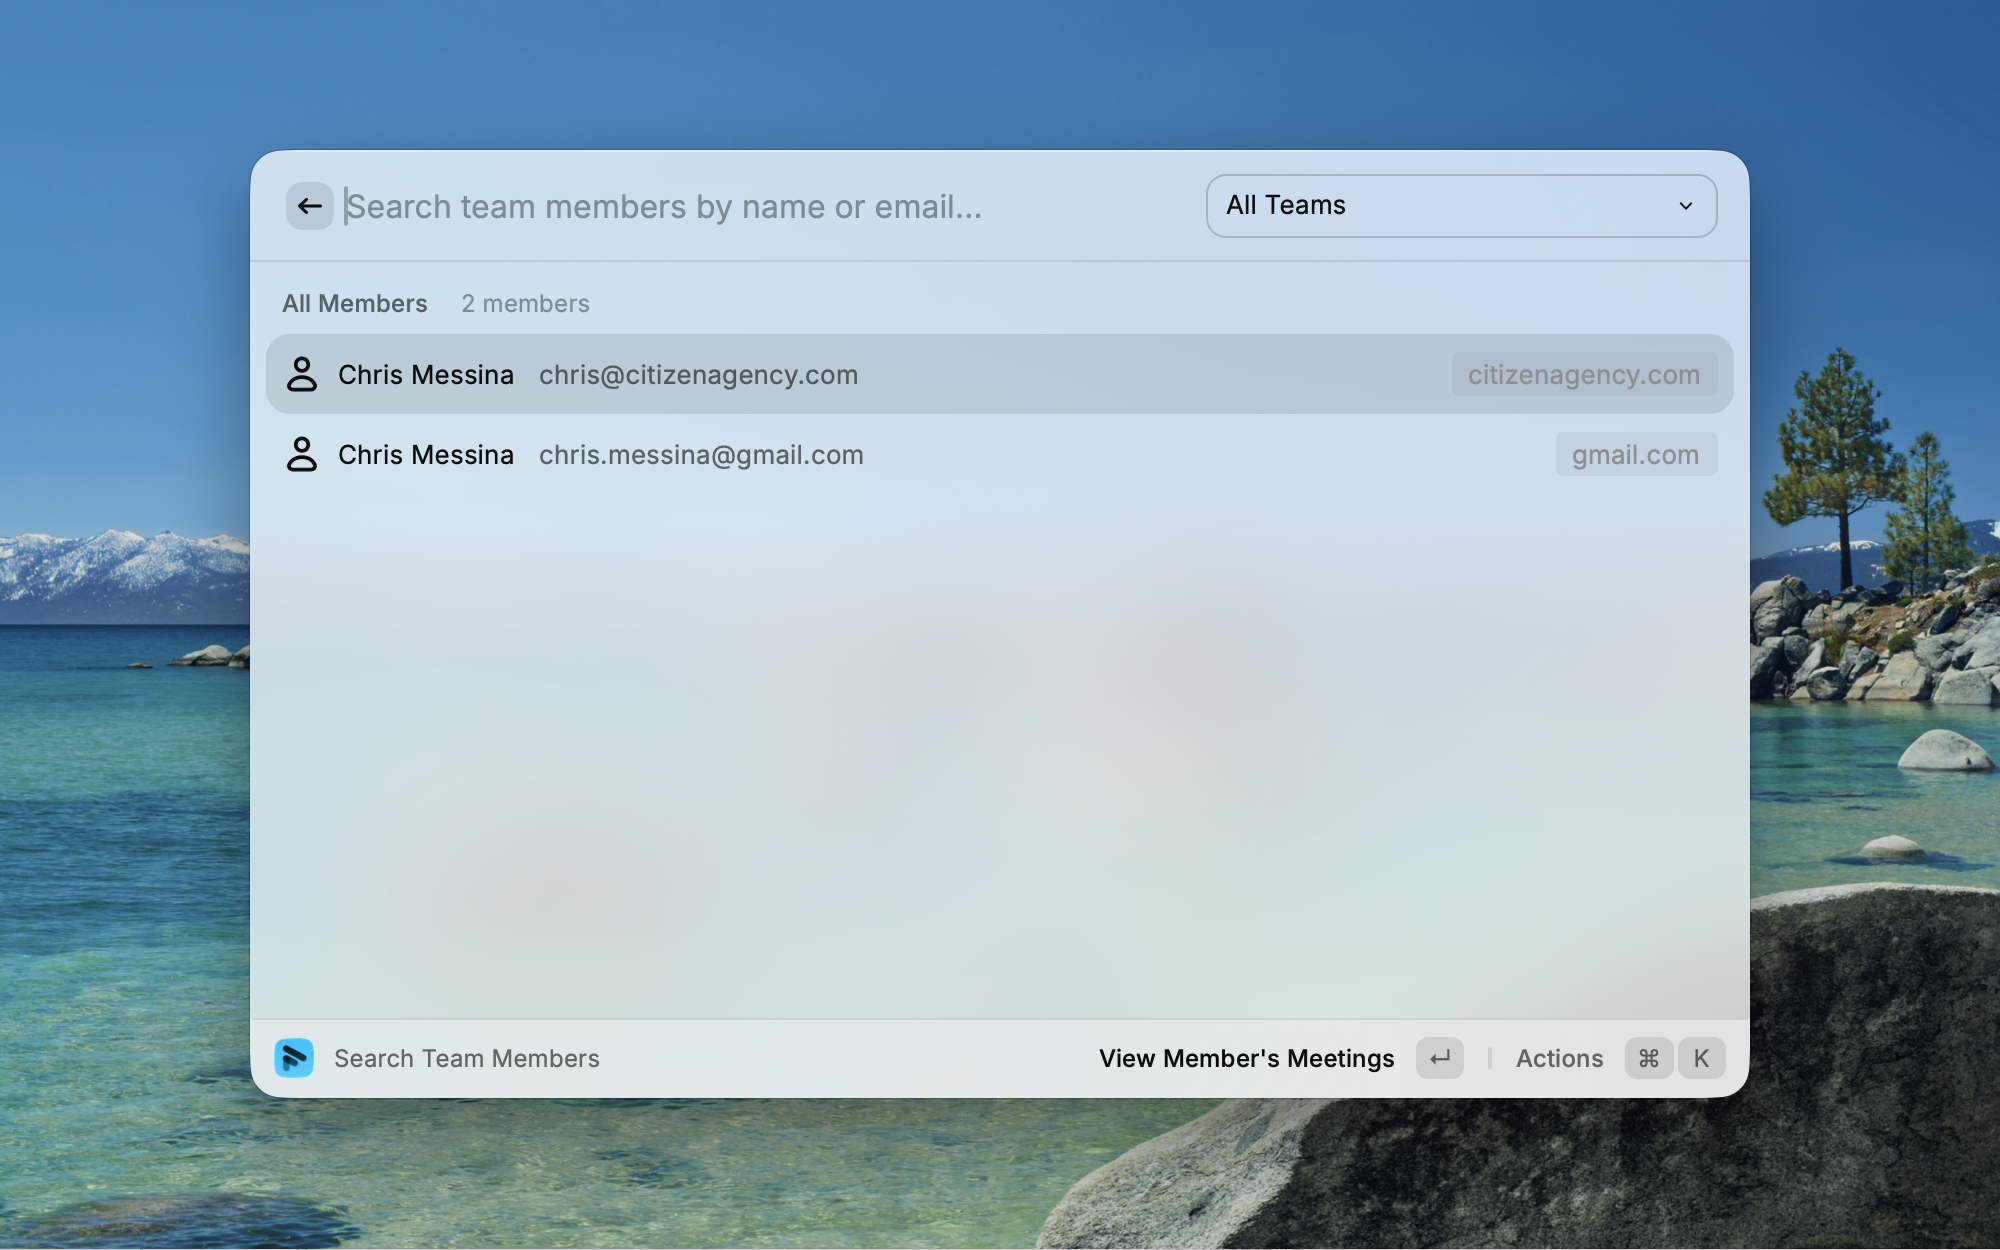 Search team members by name or email...
All Teams
All Members 2 members
Chris Messina chris@citizenagency.com citizenagency.com
Chris Messina chris.messina@gmail.com gmail.com
Search Team Members View Member's Meetings ↵ Actions ⌘ K